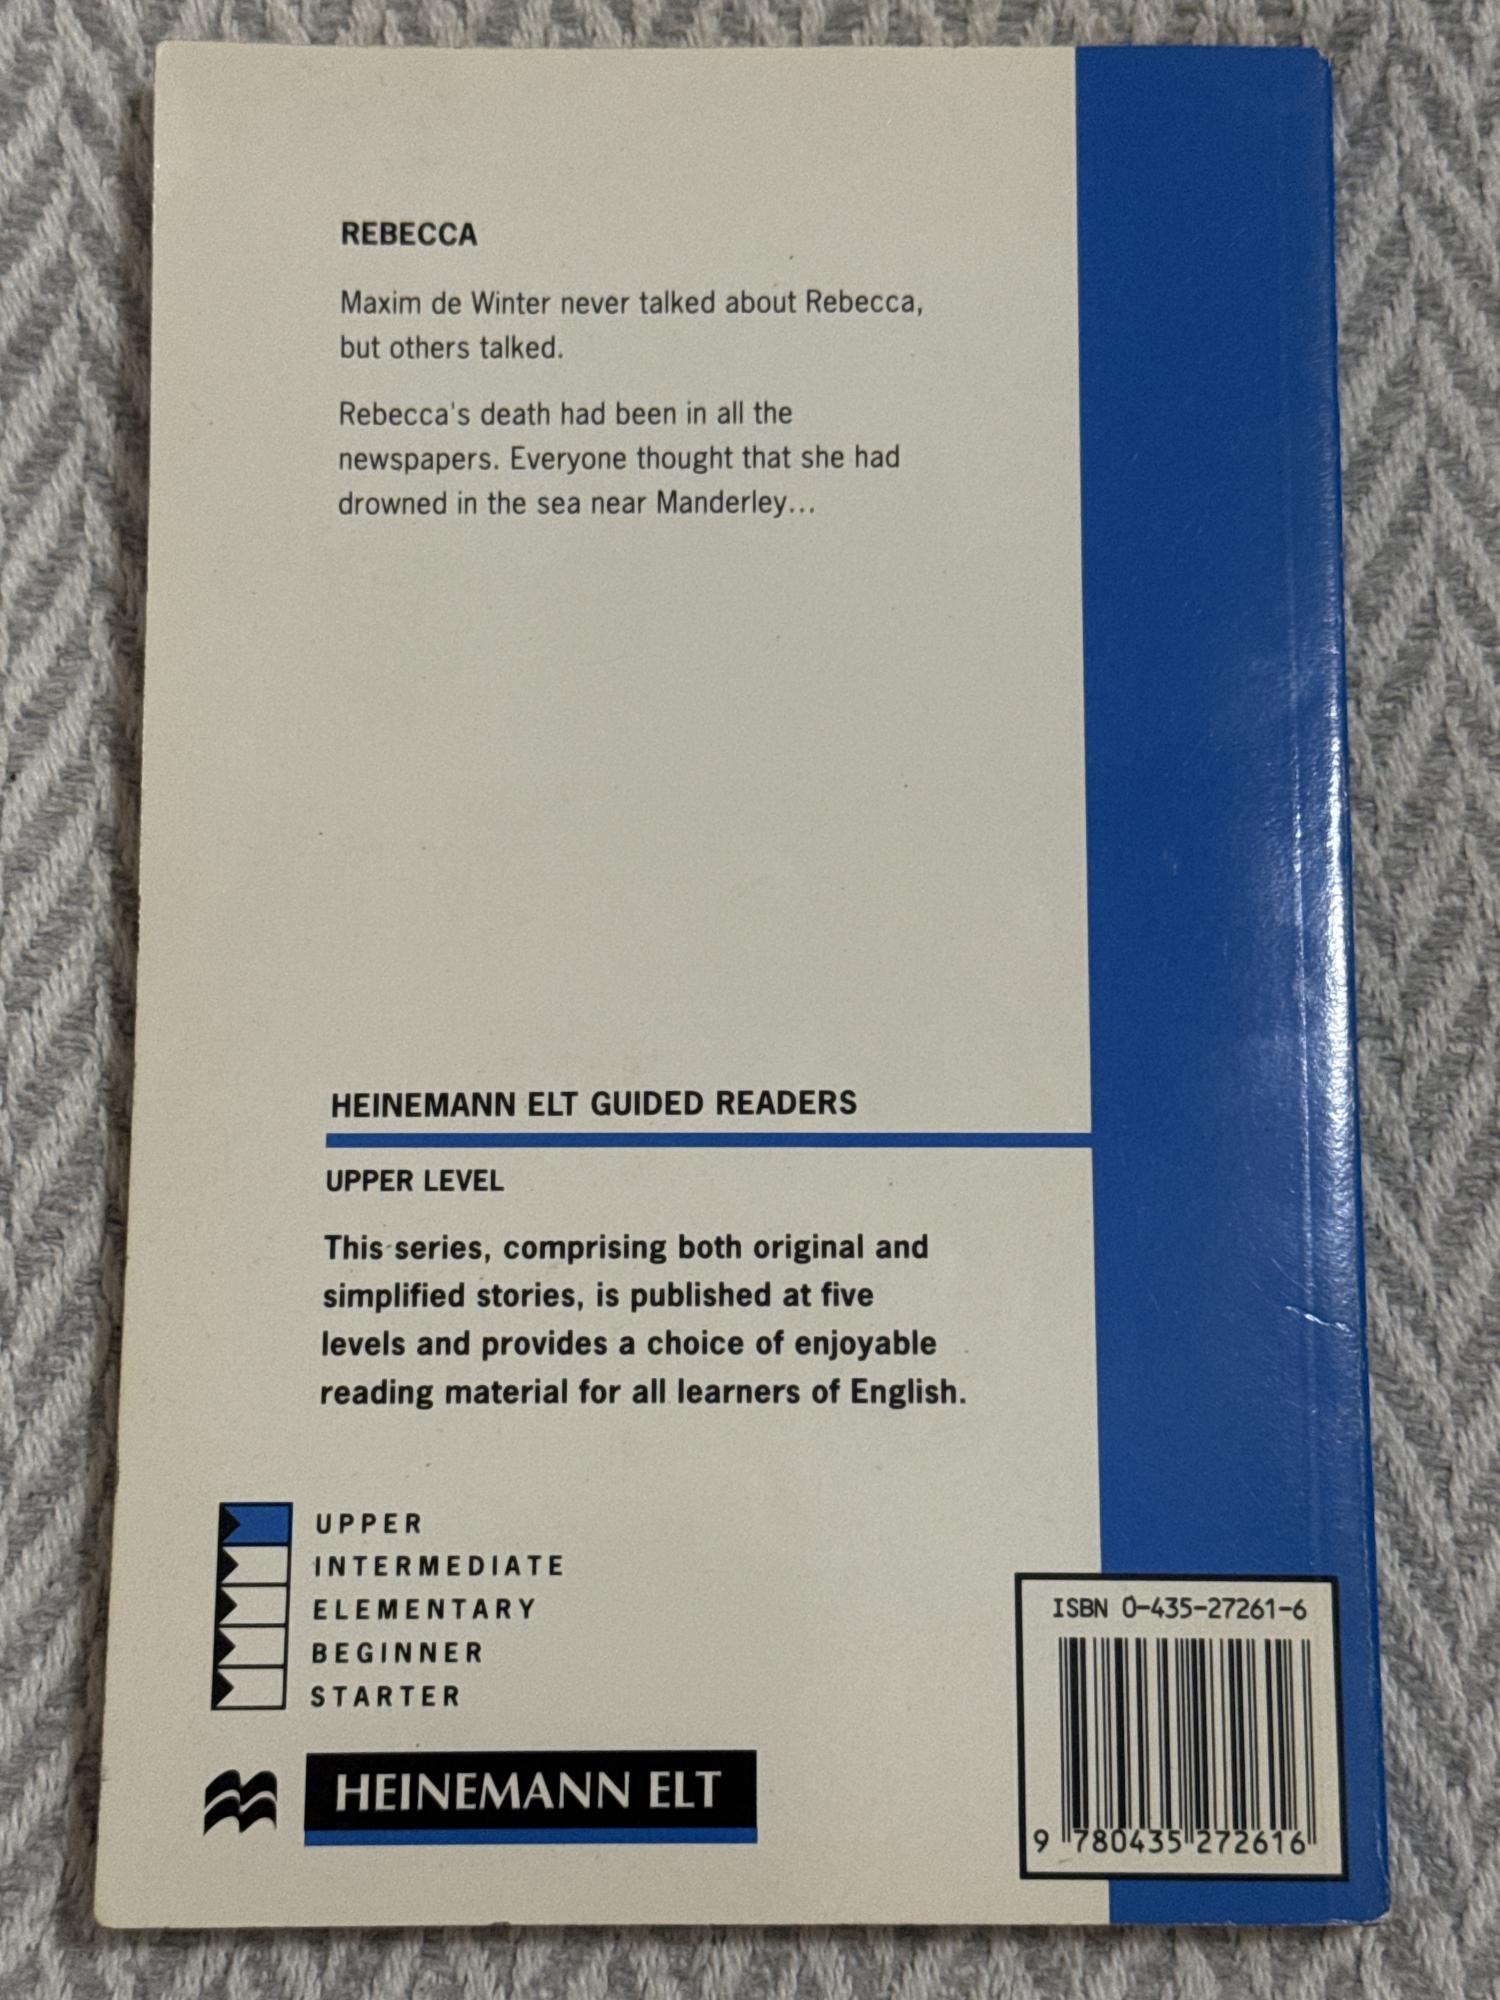 REBECCA
Maxim de Winter never talked about Rebecca,
but others talked.
Rebecca's death had been in all the
newspapers. Everyone thought that she had
drowned in the sea near Manderley...
HEINEMANN ELT GUIDED READERS
UPPER LEVEL
This series, comprising both original and
simplified stories, is published at five
levels and provides a choice of enjoyable
reading material for all learners of English.
UPPER
INTERMEDIATE
ELEMENTARY
BEGINNER
STARTER
HEINEMANN ELT
ISBN 0-435-27261-6
9 780435 272616